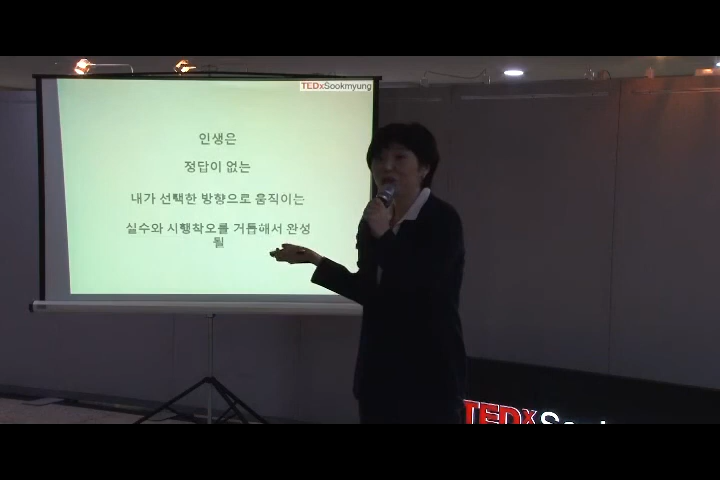 TEDxSookmyung
인생은
정답이 없는
내가 선택한 방향으로 움직이는
실수와 시행착오를 거듭해서 완성
될
TEDx